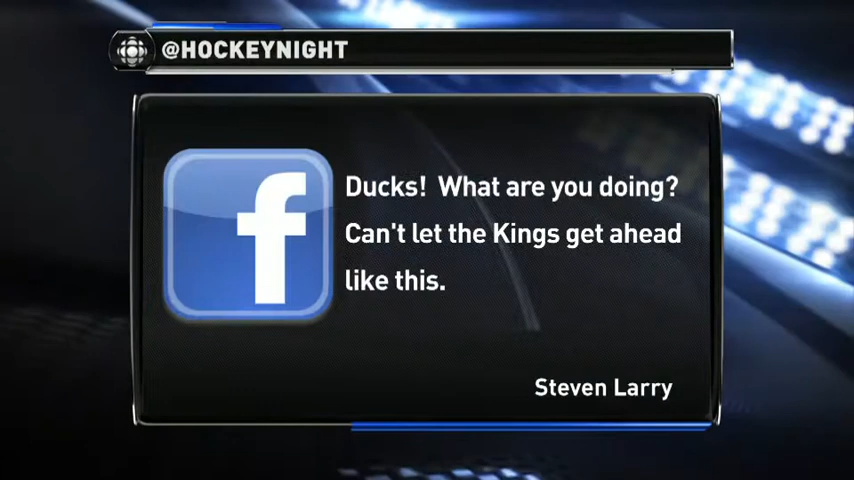 @HOCKEYNIGHT
f
Ducks! What are you doing?
Can't let the Kings get ahead
like this.
Steven Larry